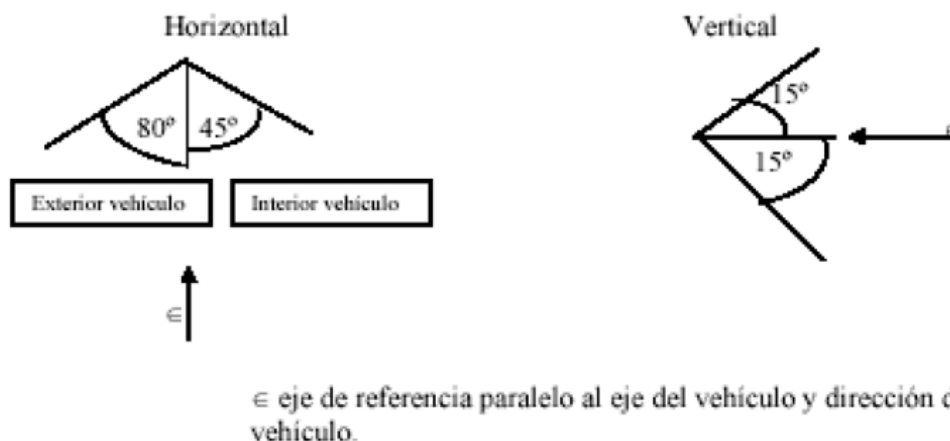 Horizontal
Vertical
80º
45º
15º
15º
Exterior vehículo
Interior vehículo
∈
∈ eje de referencia paralelo al eje del vehículo y dirección
vehículo.